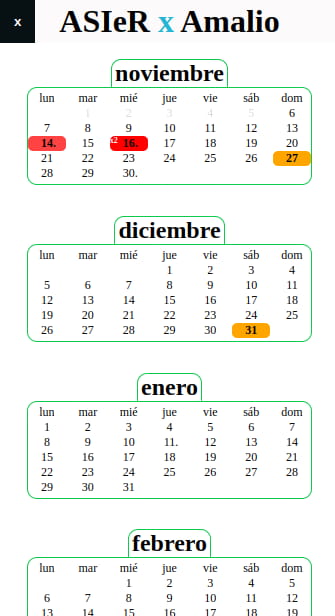 x
ASIeR x Amalio
noviembre
lun mar mié jue vie sáb dom
1 2 3 4 5 6
7 8 9 10 11 12 13
14. 15 x2 16. 17 18 19 20
21 22 23 24 25 26 27
28 29 30.
diciembre
lun mar mié jue vie sáb dom
1 2 3 4
5 6 7 8 9 10 11
12 13 14 15 16 17 18
19 20 21 22 23 24 25
26 27 28 29 30 31
enero
lun mar mié jue vie sáb dom
1 2 3 4 5 6 7
8 9 10 11. 12 13 14
15 16 17 18 19 20 21
22 23 24 25 26 27 28
29 30 31
febrero
lun mar mié jue vie sáb dom
1 2 3 4 5
6 7 8 9 10 11 12
13 14 15 16 17 18 19